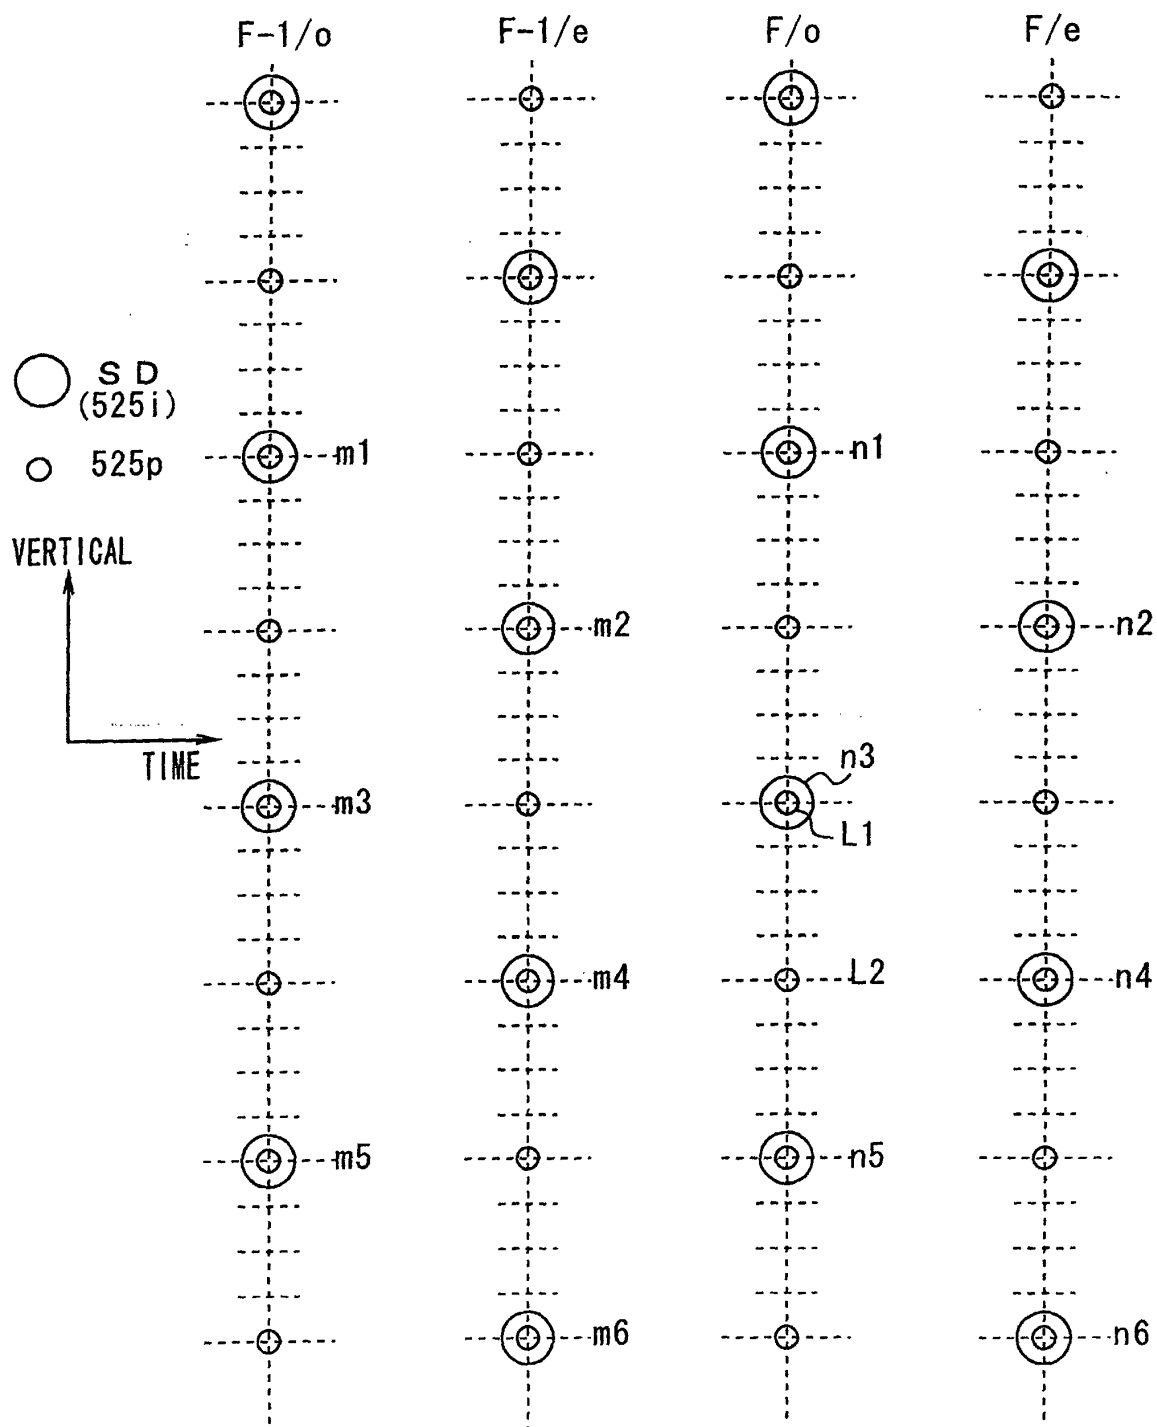 F-1/o F-1/e F/o F/e
S D
(525i)
525p
m1 n1
VERTICAL
m2 n2
TIME
n3
m3
L1
m4 L2 n4
m5 n5
m6 n6